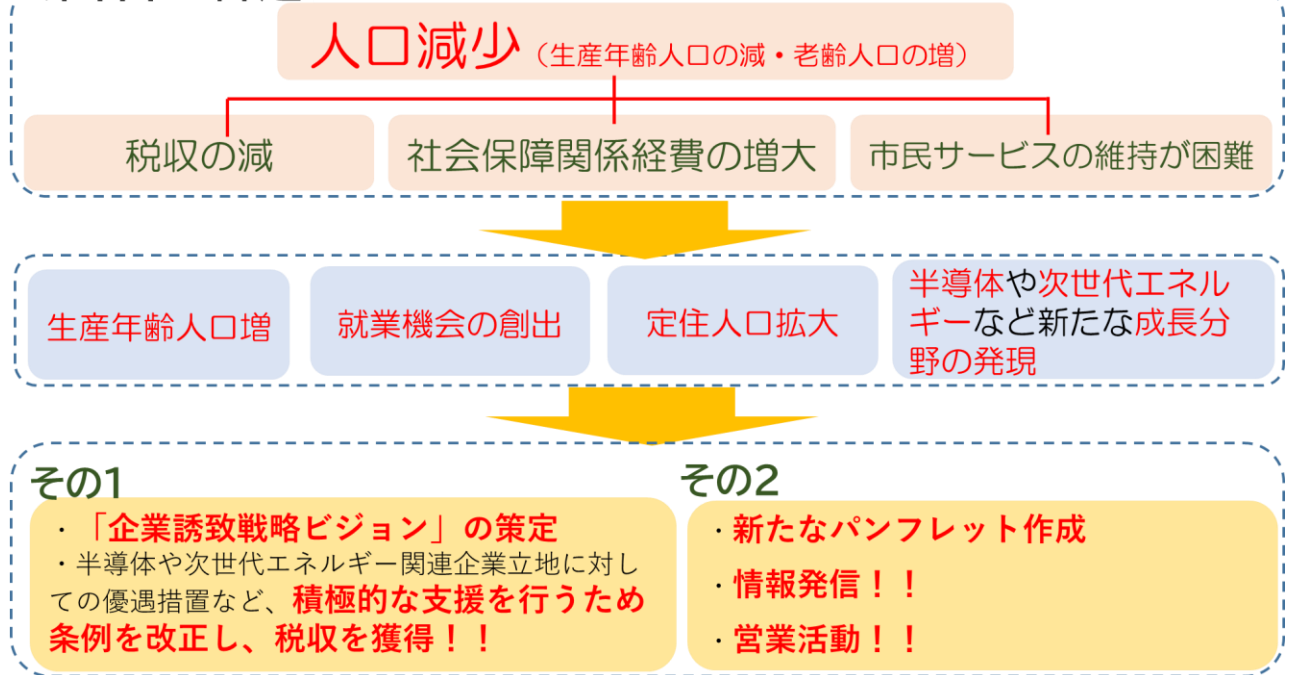 人口減少（生産年齢人口の減・老齢人口の増）
税収の減
社会保障関係経費の増大
市民サービスの維持が困難
生産年齢人口増
就業機会の創出
定住人口拡大
半導体や次世代エネル
ギーなど新たな成長分
野の発現
その1
・「企業誘致戦略ビジョン」の策定
・半導体や次世代エネルギー関連企業立地に対し
ての優遇措置など、積極的な支援を行うため
条例を改正し、税収を獲得！！
その2
・新たなパンフレット作成
・情報発信！！
・営業活動！！